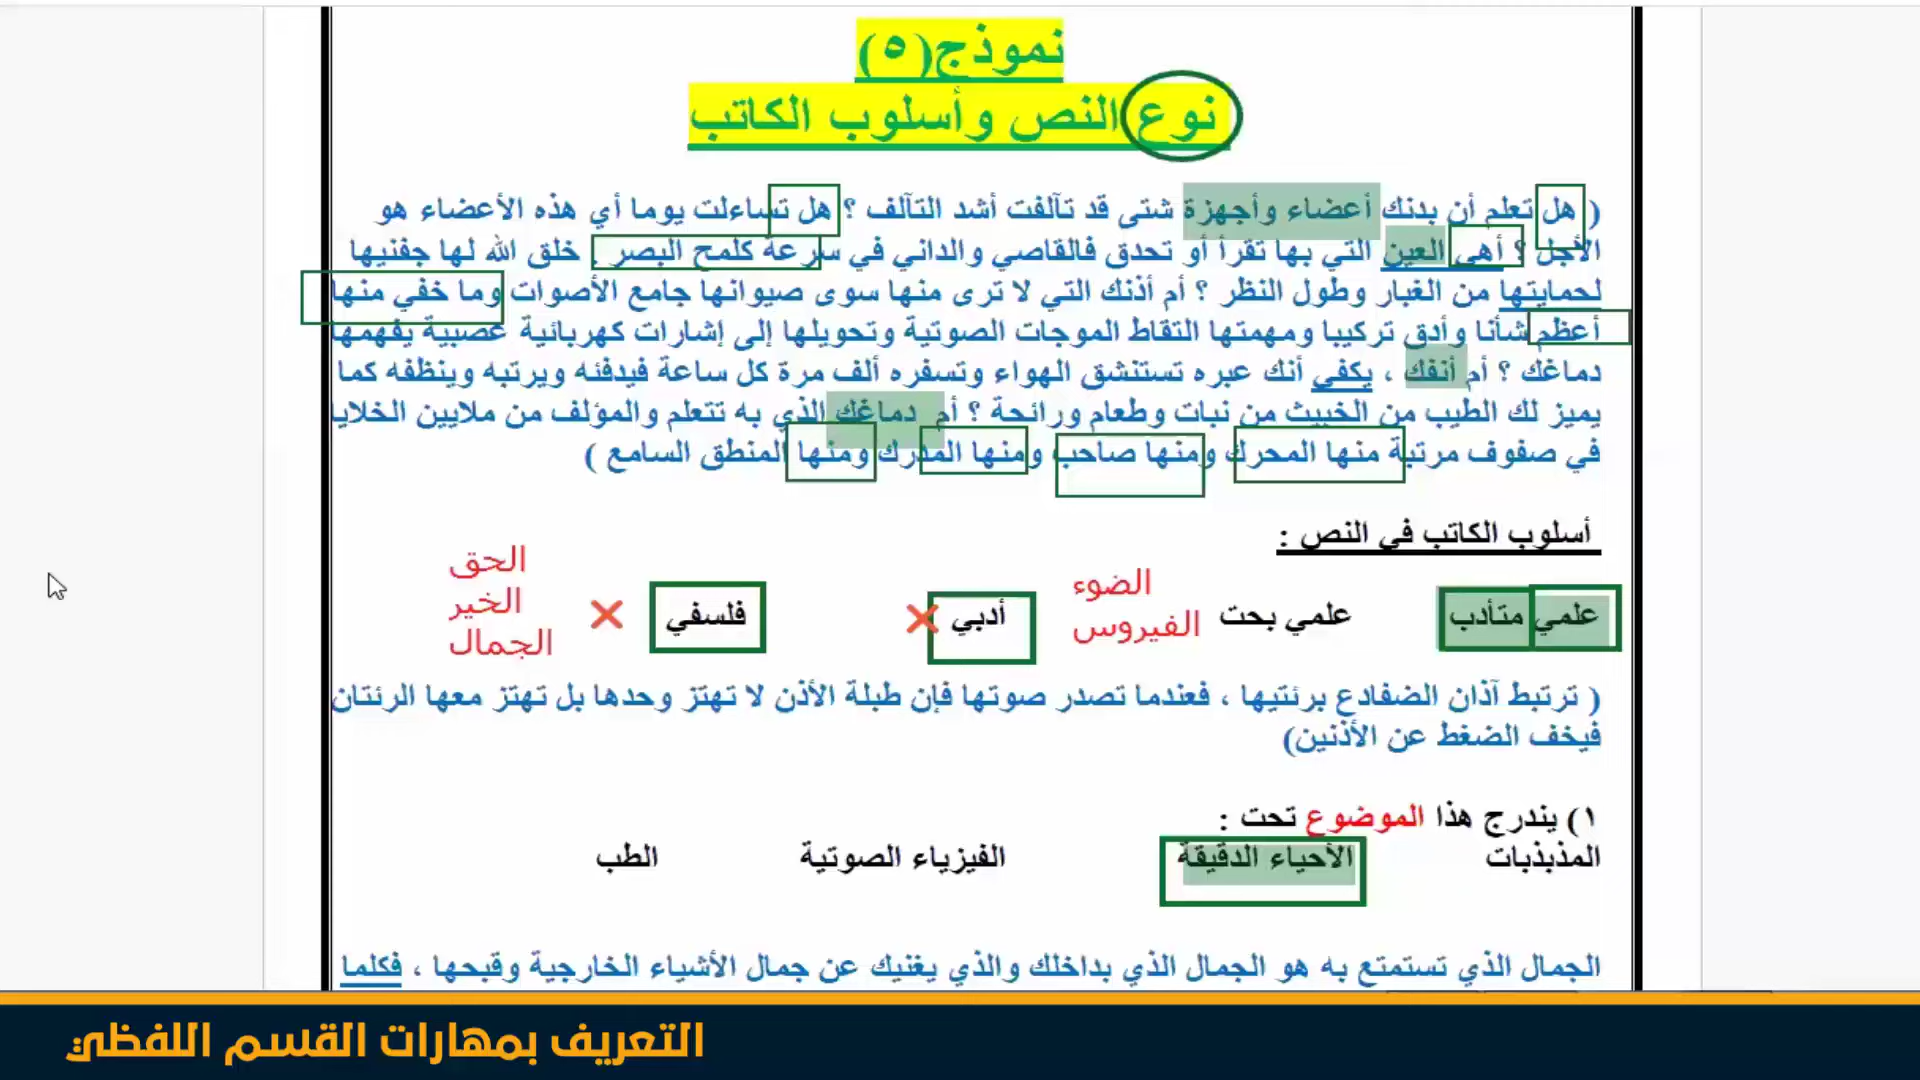 نموذج(٥)
نوع النص وأسلوب الكاتب
( هل تعلم أن بدنك أعضاء وأجهزة شتى قد تآلفت أشد التآلف ؟ هل تساءلت يوما أي هذه الأعضاء هو
الأجل ؟ أهي العين التي بها تقرأ أو تحدق فالقاصي والداني في سرعة كلمح البصر . خلق الله لها جفنيها
لحمايتها من الغبار وطول النظر ؟ أم أذنك التي لا ترى منها سوى صيوانها جامع الأصوات وما خفي منها
أعظم شأنا وأدق تركيبا ومهمتها التقاط الموجات الصوتية وتحويلها إلى إشارات كهربائية عصبية يفهمها
دماغك ؟ أم أنفك ، يكفي أنك عبره تستنشق الهواء وتسفره ألف مرة كل ساعة فيدفئه ويرتبه وينظفه كما
يميز لك الطيب من الخبيث من نبات وطعام ورائحة ؟ أم دماغك الذي به تتعلم والمؤلف من ملايين الخلايا
في صفوف مرتبة منها المحرك ومنها صاحب ومنها المدرك ومنها المنطق السامع )
أسلوب الكاتب في النص :
علمي متأدب علمي بحت الضوء الفيروس أدبي فلسفي الحق الخير الجمال
( ترتبط آذان الضفادع برئتيها ، فعندما تصدر صوتها فإن طبلة الأذن لا تهتز وحدها بل تهتز معها الرئتان
فيخف الضغط عن الأذنين)
١) يندرج هذا الموضوع تحت :
المذبذبات الأحياء الدقيقة الفيزياء الصوتية الطب
الجمال الذي تستمتع به هو الجمال الذي بداخلك والذي يغنيك عن جمال الأشياء الخارجية وقبحها ، فكلما
التعريف بمهارات القسم اللفظي